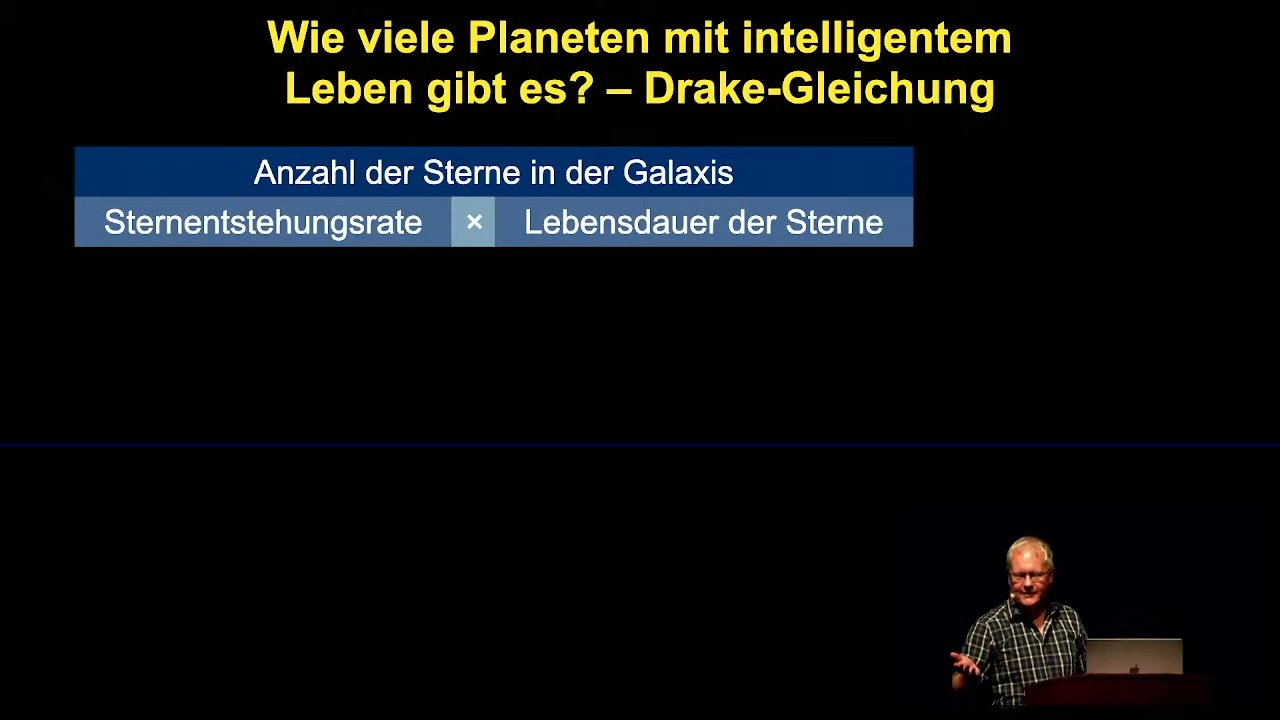 Wie viele Planeten mit intelligentem
Leben gibt es? – Drake-Gleichung
Anzahl der Sterne in der Galaxis
Sternentstehungsrate × Lebensdauer der Sterne